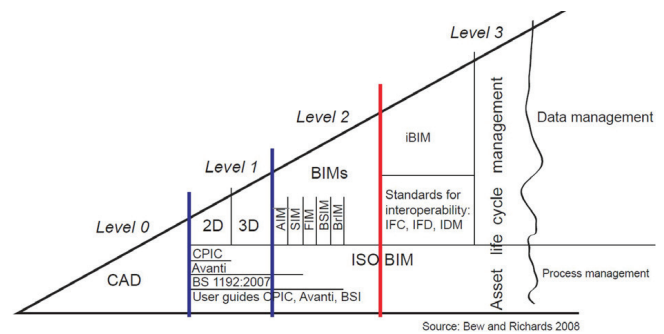 Level 3
Level 2
Level 1
Level 0
iBIM
BIMs
Data management
Asset life cycle management
Standards for
interoperability:
IFC, IFD, IDM
2D
3D
AIM
SIM
FIM
BSIM
BrIM
CAD
CPIC
Avanti
BS 1192:2007
User guides CPIC, Avanti, BSI
ISO BIM
Process management
Source: Bew and Richards 2008